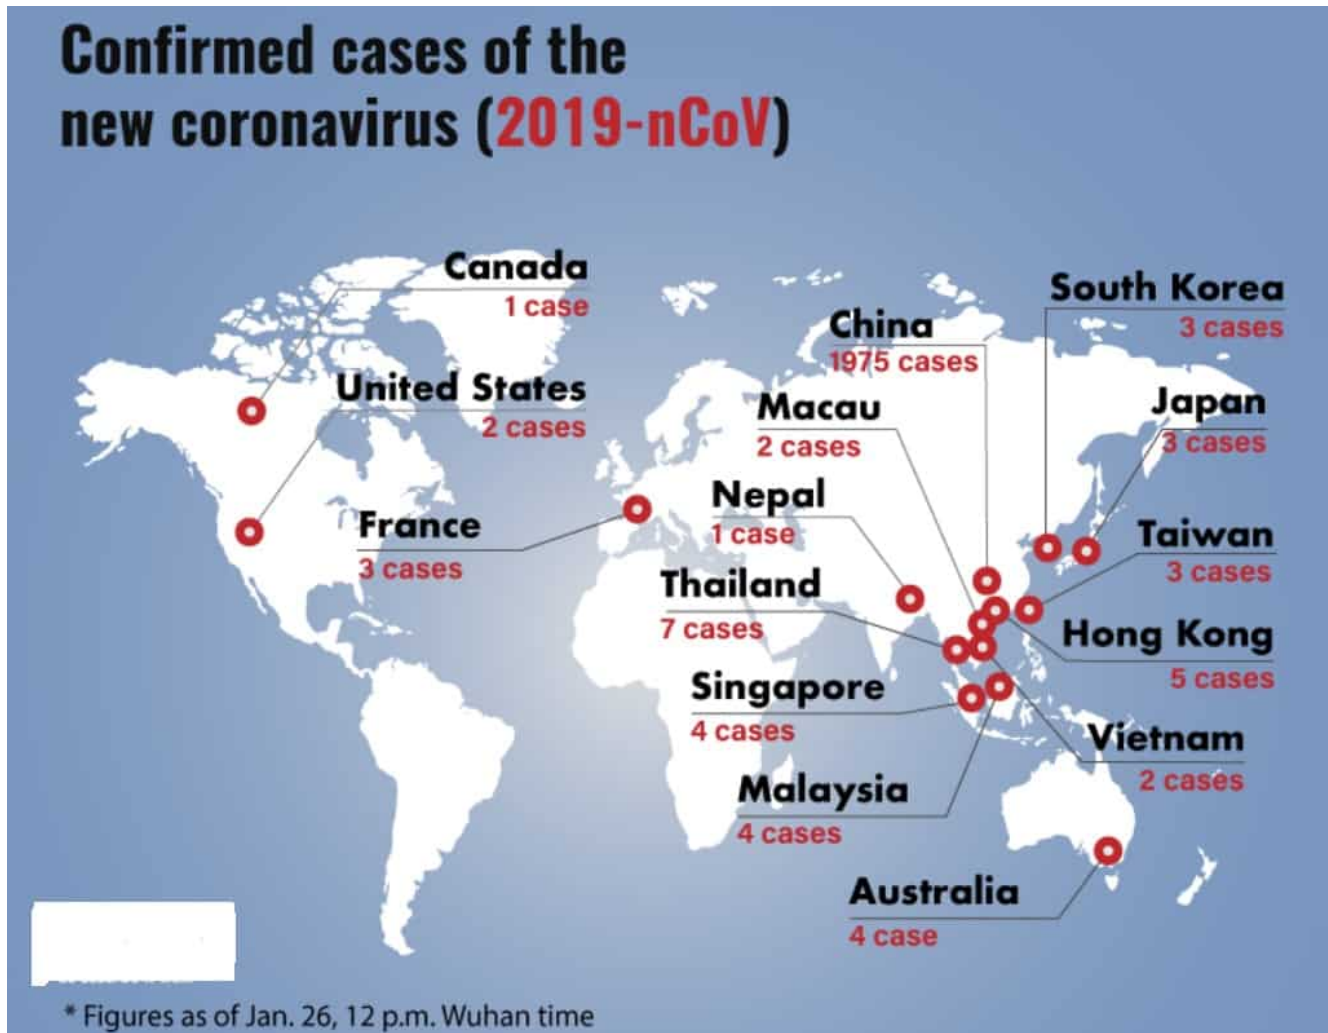 Confirmed cases of the
new coronavirus (2019-nCoV)
Canada
1 case
United States
2 cases
France
3 cases
China
1975 cases
Macau
2 cases
Nepal
1 case
Thailand
7 cases
Singapore
4 cases
Malaysia
4 cases
Australia
4 case
South Korea
3 cases
Japan
3 cases
Taiwan
3 cases
Hong Kong
5 cases
Vietnam
2 cases
* Figures as of Jan. 26, 12 p.m. Wuhan time